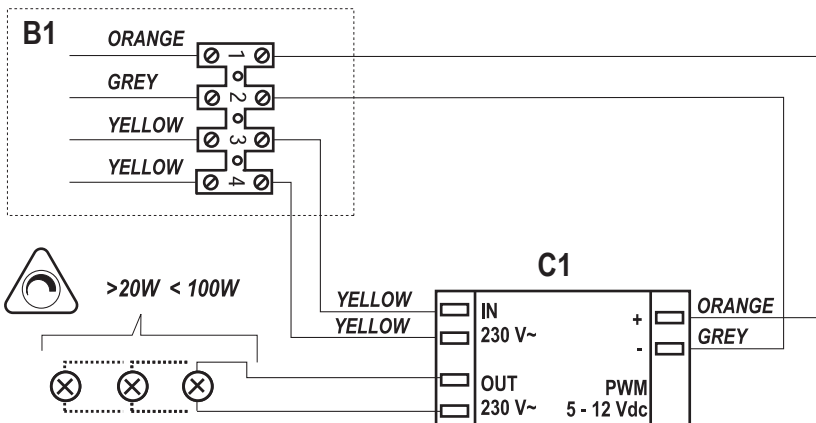 B1
ORANGE
GREY
YELLOW
YELLOW
1
2
3
4
>20W < 100W
C1
YELLOW
YELLOW
IN
230 V~
OUT
230 V~
+
-
PWM
5 - 12 Vdc
ORANGE
GREY